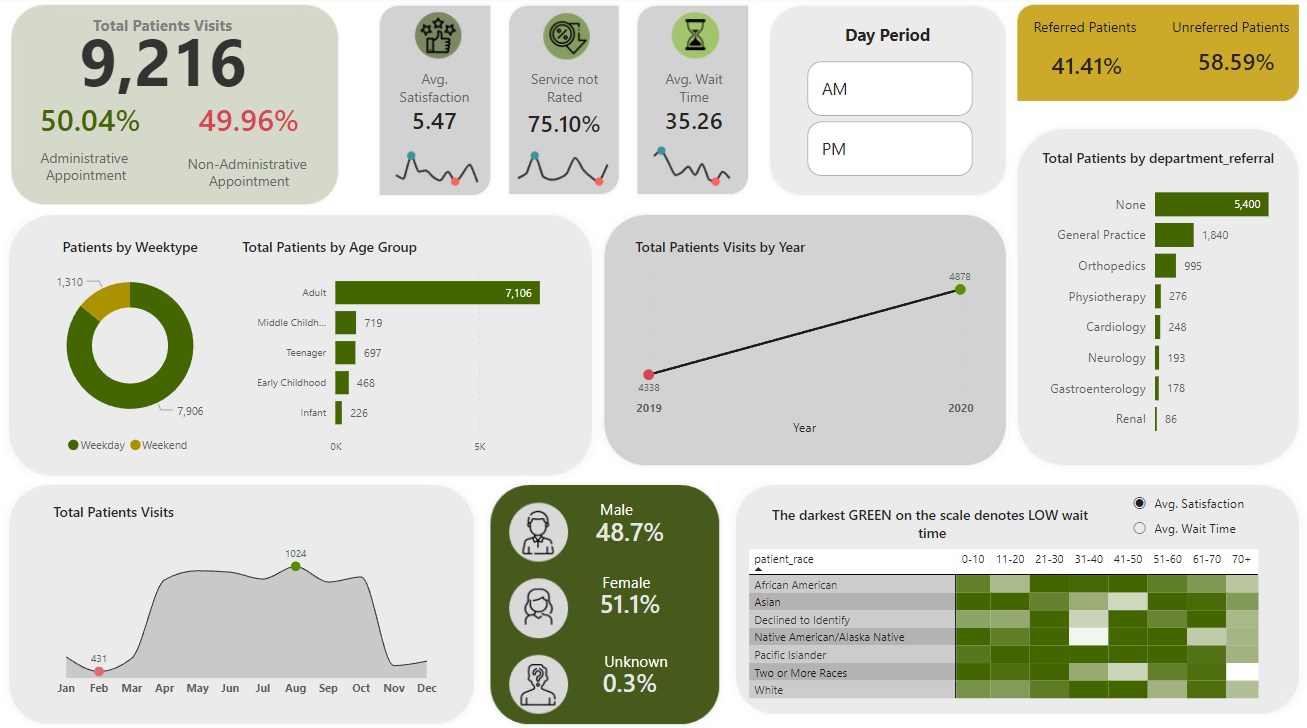 Total Patients Visits
9,216
50.04%
49.96%
Administrative
Appointment
Non-Administrative
Appointment
Avg.
Satisfaction
5.47
Service not
Rated
75.10%
Avg. Wait
Time
35.26
Day Period
AM
PM
Referred Patients
41.41%
Unreferred Patients
58.59%
Total Patients by department_referral
None
5,400
General Practice
1,840
Orthopedics
995
Physiotherapy
276
Cardiology
248
Neurology
193
Gastroenterology
178
Renal
86
Patients by Weektype
1,310
7,906
Weekday
Weekend
Total Patients by Age Group
Adult
7,106
Middle Childh...
719
Teenager
697
Early Childhood
468
Infant
226
0K
5K
Total Patients Visits by Year
4878
4338
2019
2020
Year
Total Patients Visits
1024
431
Jan Feb Mar Apr May Jun Jul Aug Sep Oct Nov Dec
Male
48.7%
Female
51.1%
Unknown
0.3%
The darkest GREEN on the scale denotes LOW wait
time
Avg. Satisfaction
Avg. Wait Time
patient_race 0-10 11-20 21-30 31-40 41-50 51-60 61-70 70+
African American
Asian
Declined to Identify
Native American/Alaska Native
Pacific Islander
Two or More Races
White